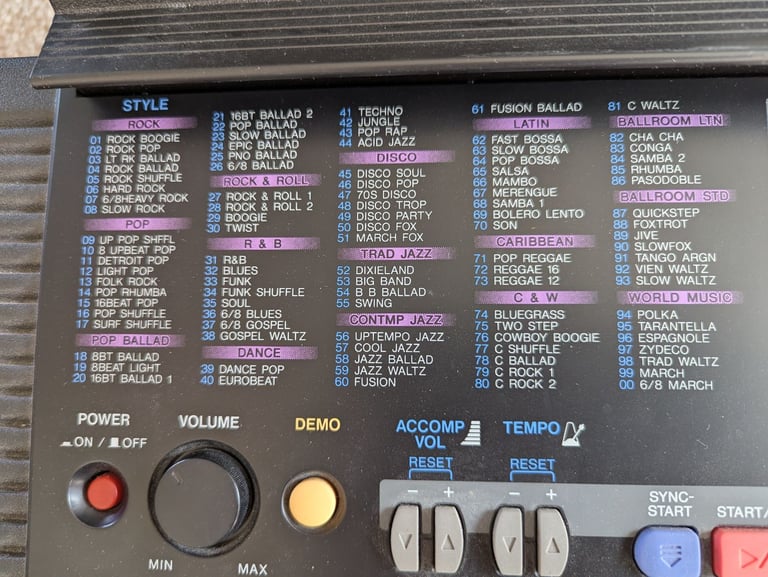 STYLE
ROCK
01 ROCK BOOGIE
02 ROCK POP
03 LT RK BALLAD
04 ROCK BALLAD
05 ROCK SHUFFLE
06 HARD ROCK
07 6/8HEAVY ROCK
08 SLOW ROCK
POP
09 UP POP SHFFL
10 8 UPBEAT POP
11 DETROIT POP
12 LIGHT POP
13 FOLK ROCK
14 POP RHUMBA
15 16BEAT POP
16 POP SHUFFLE
17 SURF SHUFFLE
POP BALLAD
18 8BT BALLAD
19 8BEAT LIGHT
20 16BT BALLAD 1
21 16BT BALLAD 2
22 POP BALLAD
23 SLOW BALLAD
24 EPIC BALLAD
25 PNO BALLAD
26 6/8 BALLAD
ROCK & ROLL
27 ROCK & ROLL 1
28 ROCK & ROLL 2
29 BOOGIE
30 TWIST
R & B
31 R&B
32 BLUES
33 FUNK
34 FUNK SHUFFLE
35 SOUL
36 6/8 BLUES
37 6/8 GOSPEL
38 GOSPEL WALTZ
DANCE
39 DANCE POP
40 EUROBEAT
41 TECHNO
42 JUNGLE
43 POP RAP
44 ACID JAZZ
DISCO
45 DISCO SOUL
46 DISCO POP
47 70S DISCO
48 DISCO TROP
49 DISCO PARTY
50 DISCO FOX
51 MARCH FOX
TRAD JAZZ
52 DIXIELAND
53 BIG BAND
54 B B BALLAD
55 SWING
CONTMP JAZZ
56 UPTEMPO JAZZ
57 COOL JAZZ
58 JAZZ BALLAD
59 JAZZ WALTZ
60 FUSION
61 FUSION BALLAD
LATIN
62 FAST BOSSA
63 SLOW BOSSA
64 POP BOSSA
65 SALSA
66 MAMBO
67 MERENGUE
68 SAMBA 1
69 BOLERO LENTO
70 SON
CARIBBEAN
71 POP REGGAE
72 REGGAE 16
73 REGGAE 12
C & W
74 BLUEGRASS
75 TWO STEP
76 COWBOY BOOGIE
77 C SHUFFLE
78 C BALLAD
79 C ROCK 1
80 C ROCK 2
81 C WALTZ
BALLROOM LTN
82 CHA CHA
83 CONGA
84 SAMBA 2
85 RHUMBA
86 PASODOBLE
BALLROOM STD
87 QUICKSTEP
88 FOXTROT
89 JIVE
90 SLOWFOX
91 TANGO ARGN
92 VIEN WALTZ
93 SLOW WALTZ
WORLD MUSIC
94 POLKA
95 TARANTELLA
96 ESPAGNOLE
97 ZYDECO
98 TRAD WALTZ
99 MARCH
00 6/8 MARCH
POWER
ON / OFF
VOLUME
MIN MAX
DEMO
ACCOMP
VOL
RESET
− +
TEMPO
RESET
− +
SYNC-
START
START/